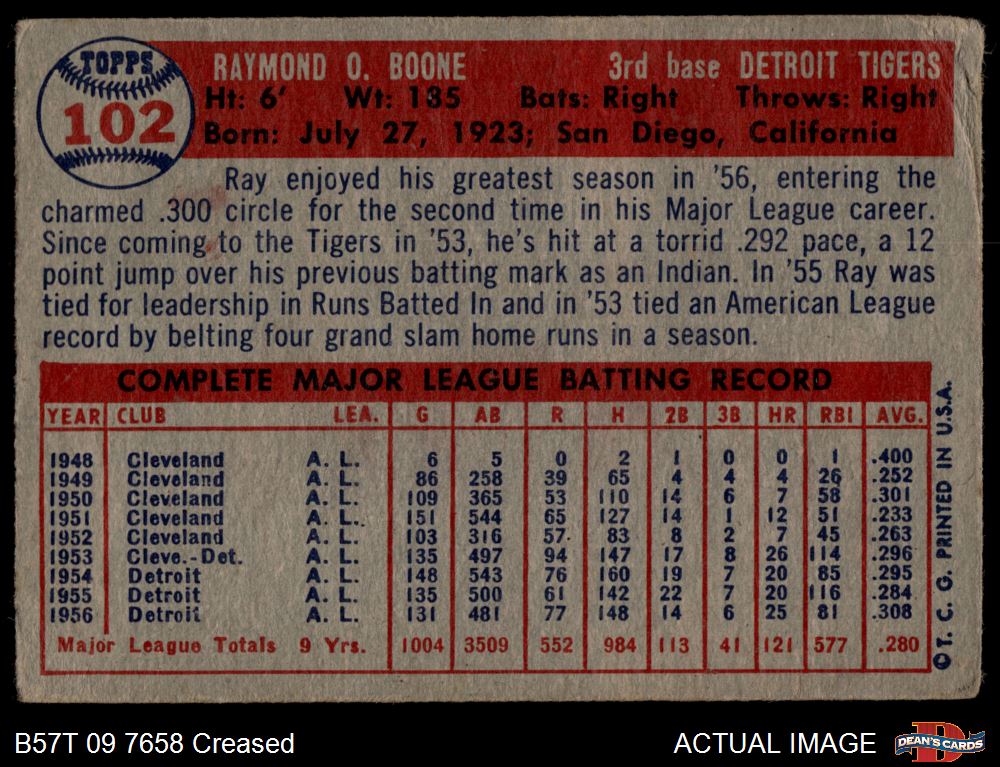 TOPPS
102
RAYMOND O. BOONE 3rd base DETROIT TIGERS
Ht: 6' Wt: 185 Bats: Right Throws: Right
Born: July 27, 1923; San Diego, California
Ray enjoyed his greatest season in '56, entering the
charmed .300 circle for the second time in his Major League career.
Since coming to the Tigers in '53, he's hit at a torrid .292 pace, a 12
point jump over his previous batting mark as an Indian. In '55 Ray was
tied for leadership in Runs Batted In and in '53 tied an American League
record by belting four grand slam home runs in a season.
COMPLETE MAJOR LEAGUE BATTING RECORD
YEAR CLUB LEA. G AB R H 2B 3B HR RBI AVG.
1948 Cleveland A. L. 6 5 0 2 1 0 0 1 .400
1949 Cleveland A. L. 86 258 39 65 4 4 4 26 .252
1950 Cleveland A. L. 109 365 53 110 14 6 7 58 .301
1951 Cleveland A. L. 151 544 65 127 14 1 12 51 .233
1952 Cleveland A. L. 103 316 57 83 8 2 7 45 .263
1953 Cleve.-Det. A. L. 135 497 94 147 17 8 26 114 .296
1954 Detroit A. L. 148 543 76 160 19 7 20 85 .295
1955 Detroit A. L. 135 500 61 142 22 7 20 116 .284
1956 Detroit A. L. 131 481 77 148 14 6 25 81 .308
Major League Totals 9 Yrs. 1004 3509 552 984 113 41 121 577 .280
©T. C. G. PRINTED IN U.S.A.
B57T 09 7658 Creased
ACTUAL IMAGE
DEAN'S CARDS